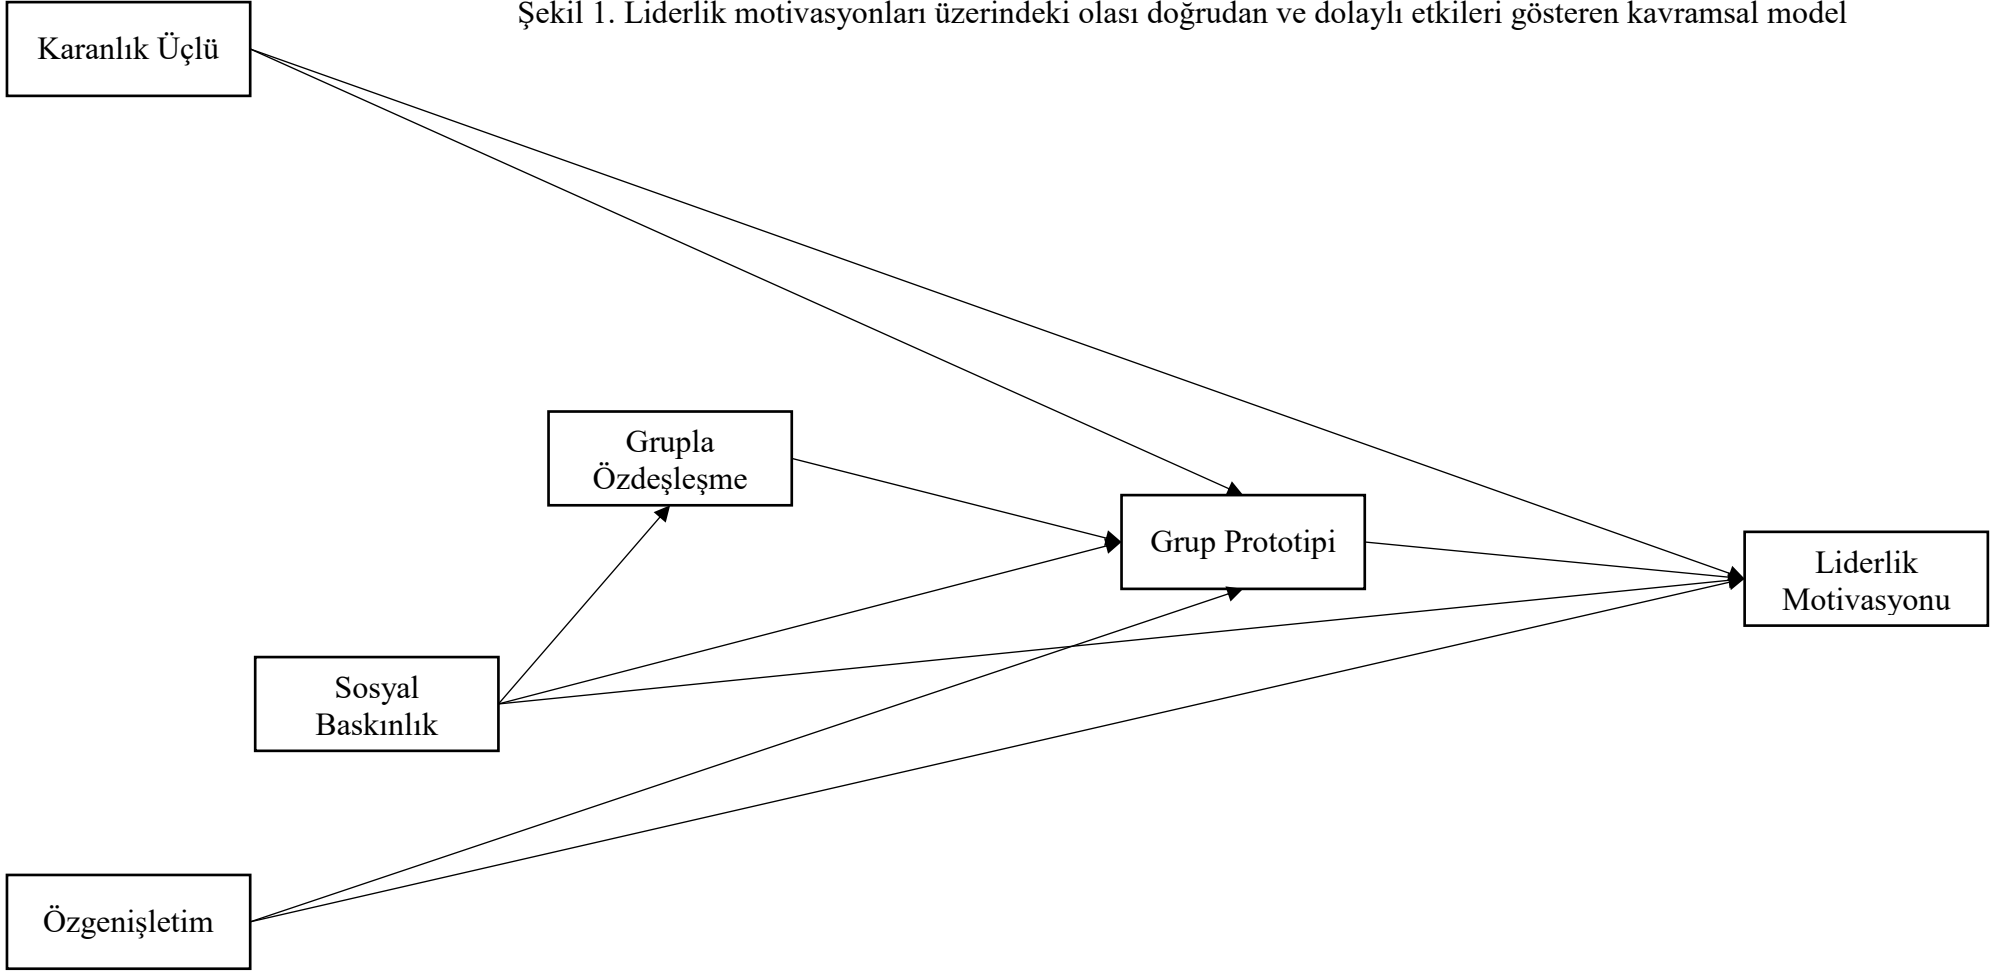 Şekil 1. Liderlik motivasyonları üzerindeki olası doğrudan ve dolaylı etkileri gösteren kavramsal model
Karanlık Üçlü
Grupla
Özdeşleşme
Grup Prototipi
Liderlik
Motivasyonu
Sosyal
Baskınlık
Özgenişletim